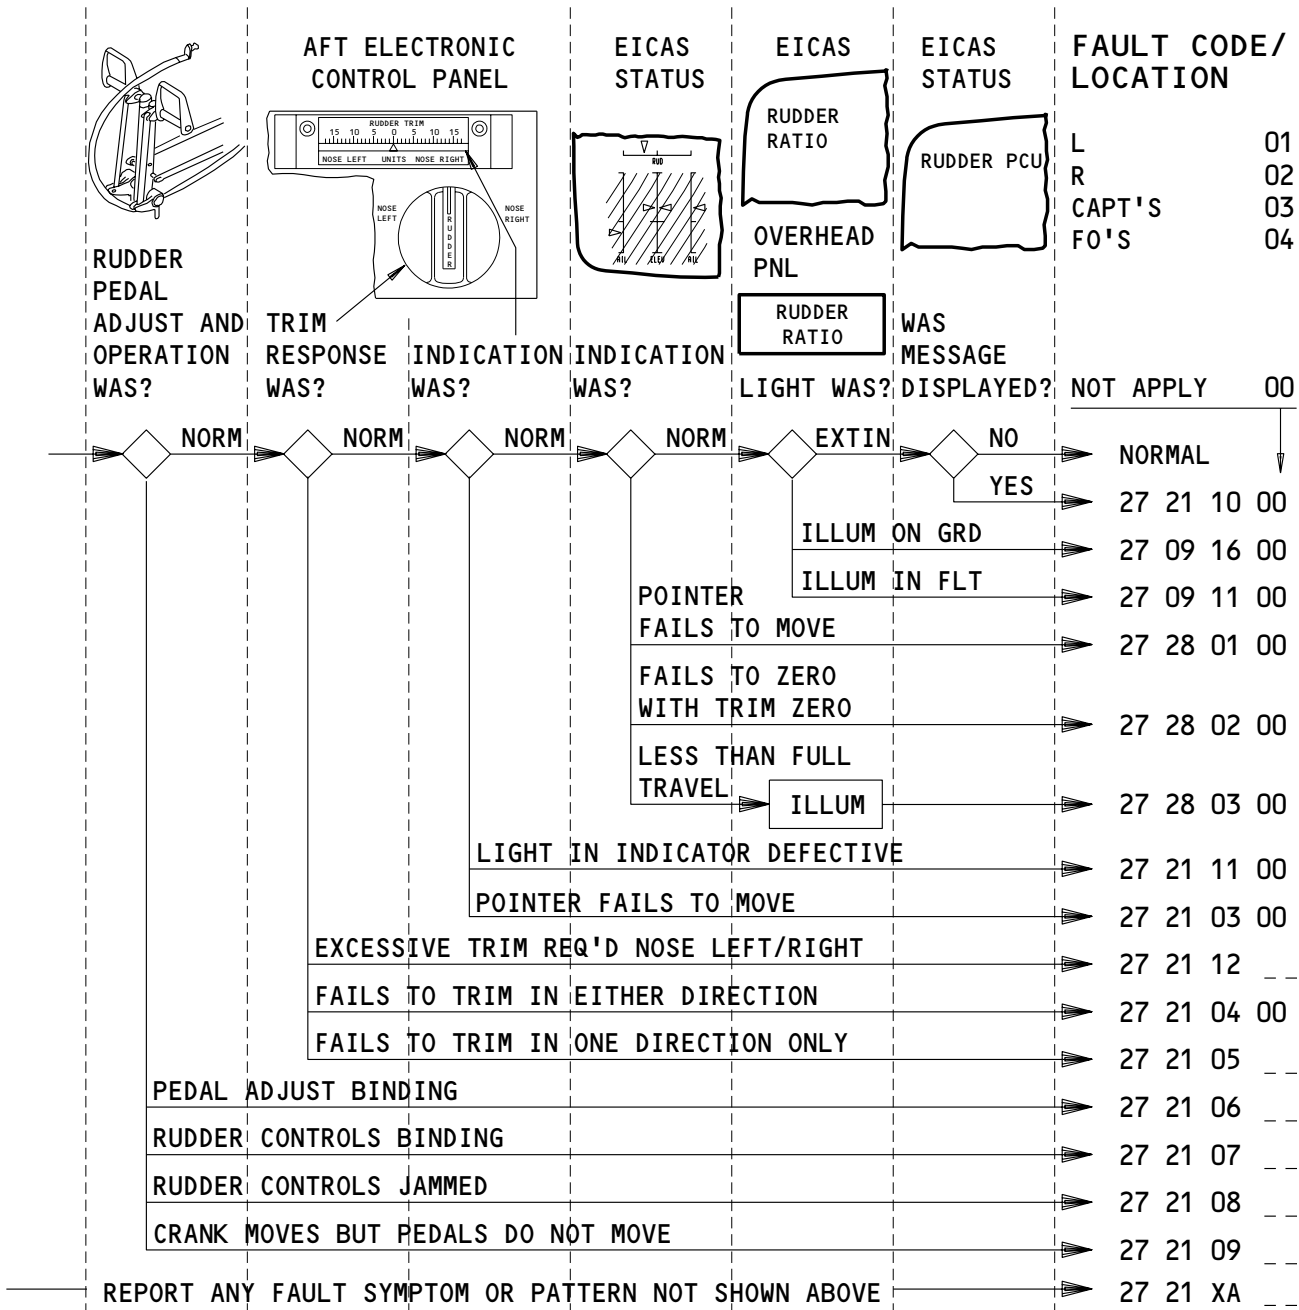 AFT ELECTRONIC
CONTROL PANEL
EICAS
STATUS
EICAS
EICAS
STATUS
FAULT CODE/
LOCATION
RUDDER TRIM
15 10 5 0 5 10 15
NOSE LEFT UNITS NOSE RIGHT
NOSE
LEFT
RUDDER
NOSE
RIGHT
RUD
AIL ELEV AIL
RUDDER
RATIO
RUDDER PCU
L 01
R 02
CAPT'S 03
FO'S 04
OVERHEAD
PNL
RUDDER
RATIO
RUDDER
PEDAL
ADJUST AND
OPERATION
WAS?
TRIM
RESPONSE
WAS?
INDICATION
WAS?
INDICATION
WAS?
LIGHT WAS?
WAS
MESSAGE
DISPLAYED?
NOT APPLY 00
NORM NORM NORM NORM EXTIN NO NORMAL
YES 27 21 10 00
ILLUM ON GRD 27 09 16 00
ILLUM IN FLT 27 09 11 00
POINTER
FAILS TO MOVE 27 28 01 00
FAILS TO ZERO
WITH TRIM ZERO 27 28 02 00
LESS THAN FULL
TRAVEL ILLUM 27 28 03 00
LIGHT IN INDICATOR DEFECTIVE 27 21 11 00
POINTER FAILS TO MOVE 27 21 03 00
EXCESSIVE TRIM REQ'D NOSE LEFT/RIGHT 27 21 12 _ _
FAILS TO TRIM IN EITHER DIRECTION 27 21 04 00
FAILS TO TRIM IN ONE DIRECTION ONLY 27 21 05 _ _
PEDAL ADJUST BINDING 27 21 06 _ _
RUDDER CONTROLS BINDING 27 21 07 _ _
RUDDER CONTROLS JAMMED 27 21 08 _ _
CRANK MOVES BUT PEDALS DO NOT MOVE 27 21 09 _ _
REPORT ANY FAULT SYMPTOM OR PATTERN NOT SHOWN ABOVE 27 21 XA _ _